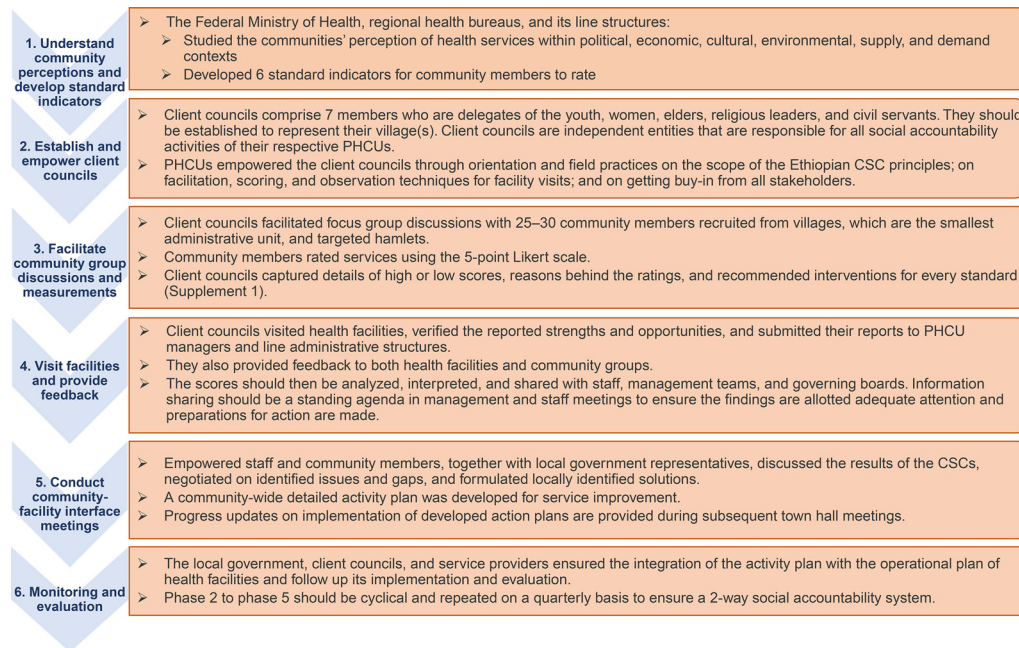 1. Understand
community
perceptions and
develop standard
indicators
➢ The Federal Ministry of Health, regional health bureaus, and its line structures:
➢ Studied the communities’ perception of health services within political, economic, cultural, environmental, supply, and demand
contexts
➢ Developed 6 standard indicators for community members to rate
2. Establish and
empower client
councils
➢ Client councils comprise 7 members who are delegates of the youth, women, elders, religious leaders, and civil servants. They should
be established to represent their village(s). Client councils are independent entities that are responsible for all social accountability
activities of their respective PHCUs.
➢ PHCUs empowered the client councils through orientation and field practices on the scope of the Ethiopian CSC principles; on
facilitation, scoring, and observation techniques for facility visits; and on getting buy-in from all stakeholders.
3. Facilitate
community group
discussions and
measurements
➢ Client councils facilitated focus group discussions with 25–30 community members recruited from villages, which are the smallest
administrative unit, and targeted hamlets.
➢ Community members rated services using the 5-point Likert scale.
➢ Client councils captured details of high or low scores, reasons behind the ratings, and recommended interventions for every standard
(Supplement 1).
4. Visit facilities
and provide
feedback
➢ Client councils visited health facilities, verified the reported strengths and opportunities, and submitted their reports to PHCU
managers and line administrative structures.
➢ They also provided feedback to both health facilities and community groups.
➢ The scores should then be analyzed, interpreted, and shared with staff, management teams, and governing boards. Information
sharing should be a standing agenda in management and staff meetings to ensure the findings are allotted adequate attention and
preparations for action are made.
5. Conduct
community-
facility interface
meetings
➢ Empowered staff and community members, together with local government representatives, discussed the results of the CSCs,
negotiated on identified issues and gaps, and formulated locally identified solutions.
➢ A community-wide detailed activity plan was developed for service improvement.
➢ Progress updates on implementation of developed action plans are provided during subsequent town hall meetings.
6. Monitoring and
evaluation
➢ The local government, client councils, and service providers ensured the integration of the activity plan with the operational plan of
health facilities and follow up its implementation and evaluation.
➢ Phase 2 to phase 5 should be cyclical and repeated on a quarterly basis to ensure a 2-way social accountability system.